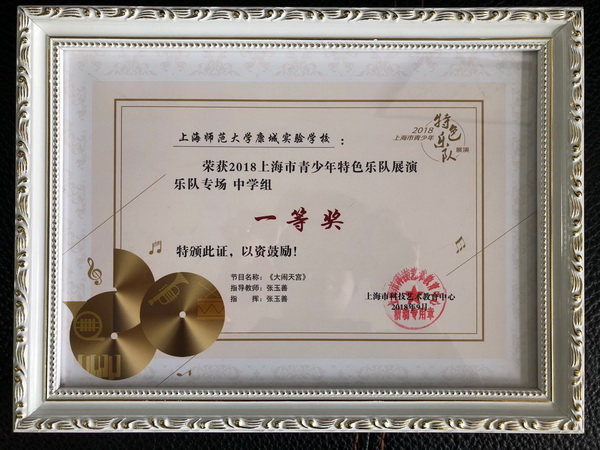 2018
上海市青少年
特色乐队
展演
上海师范大学康城实验学校：
荣获2018上海市青少年特色乐队展演
乐队专场 中学组
一等奖
特颁此证，以资鼓励！
节目名称：《大闹天宫》
指导教师：张玉善
指　　挥：张玉善
上海市科技艺术教育中心
2018年9月